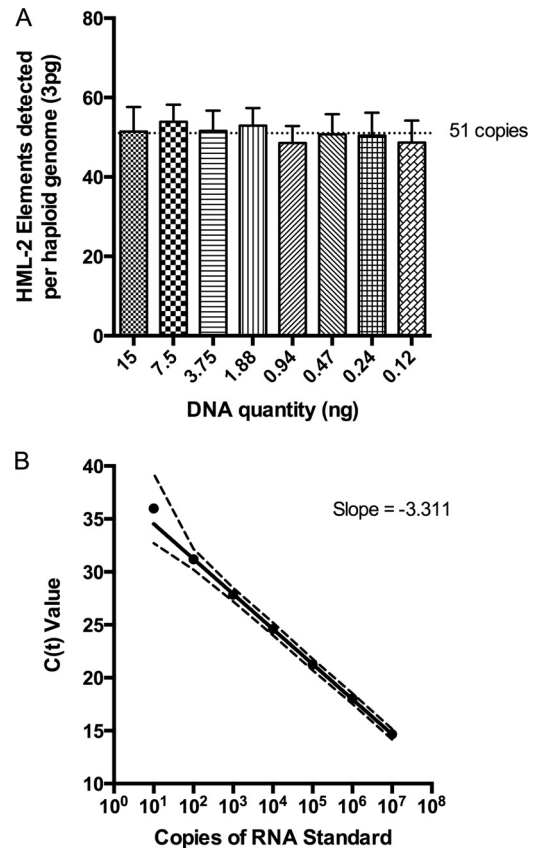 A
HML-2 Elements detected
per haploid genome (3pg)
80
60
40
20
0
51 copies
15
7.5
3.75
1.88
0.94
0.47
0.24
0.12
DNA quantity (ng)
B
C(t) Value
40
35
30
25
20
15
10
Slope = -3.311
10⁰ 10¹ 10² 10³ 10⁴ 10⁵ 10⁶ 10⁷ 10⁸
Copies of RNA Standard